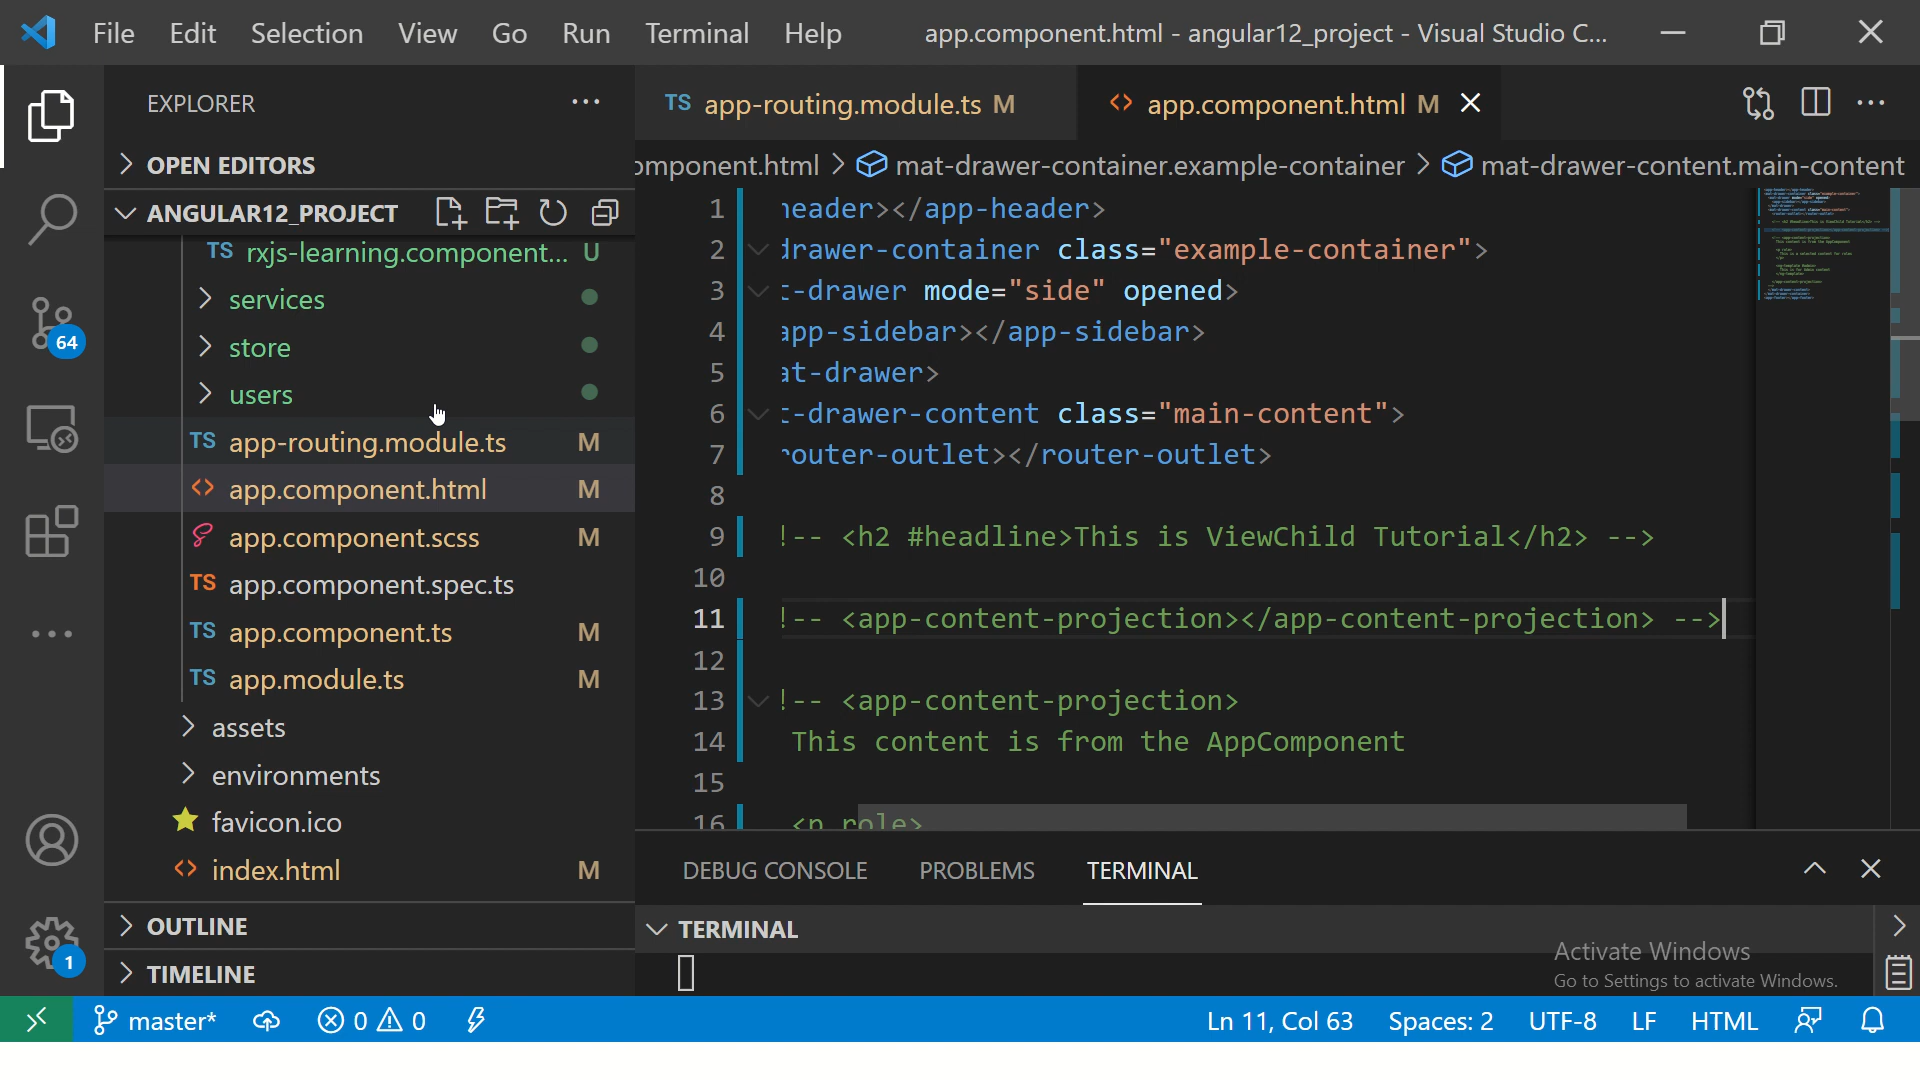 File Edit Selection View Go Run Terminal Help app.component.html - angular12_project - Visual Studio C...
EXPLORER ...
OPEN EDITORS
ANGULAR12_PROJECT
TS rxjs-learning.component... U
services
store
users
TS app-routing.module.ts M
<> app.component.html M
app.component.scss M
TS app.component.spec.ts
TS app.component.ts M
TS app.module.ts M
assets
environments
favicon.ico
<> index.html M
OUTLINE
TIMELINE
64
1
TS app-routing.module.ts M <> app.component.html M
omponent.html > mat-drawer-container.example-container > mat-drawer-content.main-content
1 header></app-header>
2 drawer-container class="example-container">
3 t-drawer mode="side" opened>
4 app-sidebar></app-sidebar>
5 at-drawer>
6 t-drawer-content class="main-content">
7 router-outlet></router-outlet>
8
9 !-- <h2 #headline>This is ViewChild Tutorial</h2> -->
10
11 !-- <app-content-projection></app-content-projection> -->
12
13 !-- <app-content-projection>
14 This content is from the AppComponent
15
16 <p role>
DEBUG CONSOLE PROBLEMS TERMINAL
TERMINAL
Activate Windows
Go to Settings to activate Windows.
master* 0 0 Ln 11, Col 63 Spaces: 2 UTF-8 LF HTML